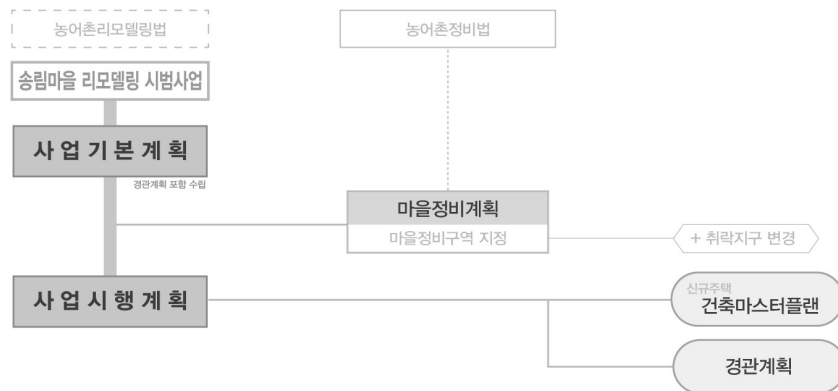 농어촌리모델링법
농어촌정비법
송림마을 리모델링 시범사업
사 업 기 본 계 획
경관계획 포함 수립
마을정비계획
마을정비구역 지정
+ 취락지구 변경
사 업 시 행 계 획
신규주택
건축마스터플랜
경관계획